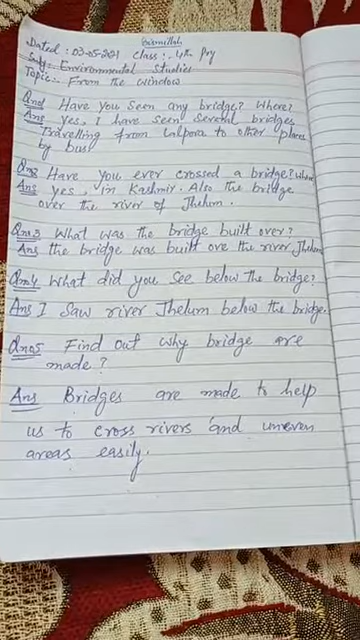 Bismillah
Dated : 03-05-2021 Class :- 4th Pry
Sub :- Environmental Studies
Topic :- From the window
Qno1 Have you seen any bridge? Where?
Ans yes, I have seen several bridges
Travelling from Lalpora to other places
by bus.
Qno2 Have you ever crossed a bridge? where
Ans yes, in Kashmir. Also the bridge
over the river of Jhelum.
Qno3 What was the bridge built over?
Ans the bridge was built ove the river Jhelum
Qno4 What did you see below the bridge?
Ans I saw river Jhelum below the bridge.
Qno5 Find out why bridge are
made?
Ans Bridges are made to help
us to cross rivers and uneven
areas easily.